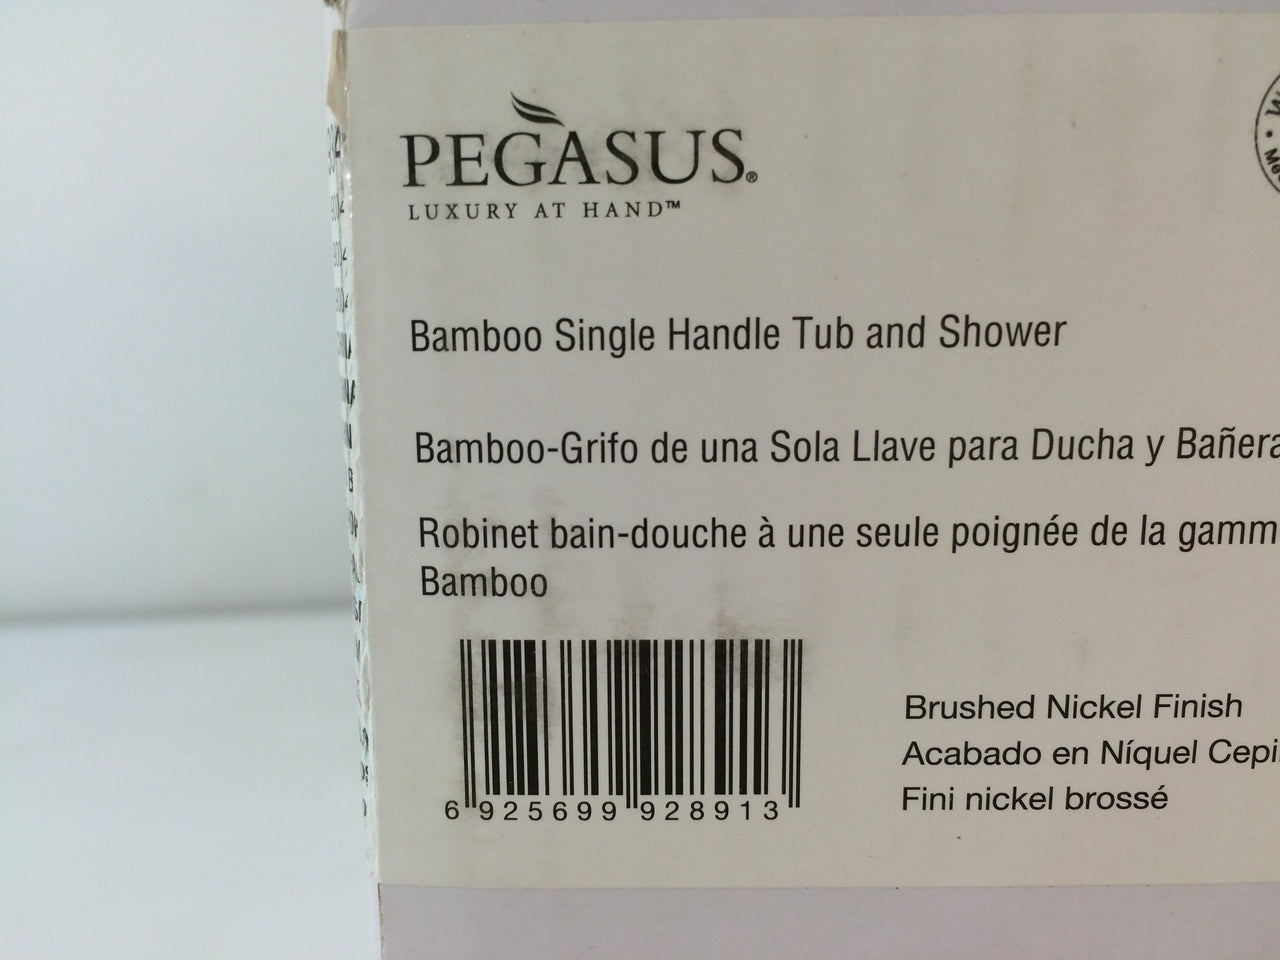 PEGASUS®
LUXURY AT HAND™
Bamboo Single Handle Tub and Shower
Bamboo-Grifo de una Sola Llave para Ducha y Bañera
Robinet bain-douche à une seule poignée de la gamm
Bamboo
6 925699 928913
Brushed Nickel Finish
Acabado en Níquel Cepi
Fini nickel brossé